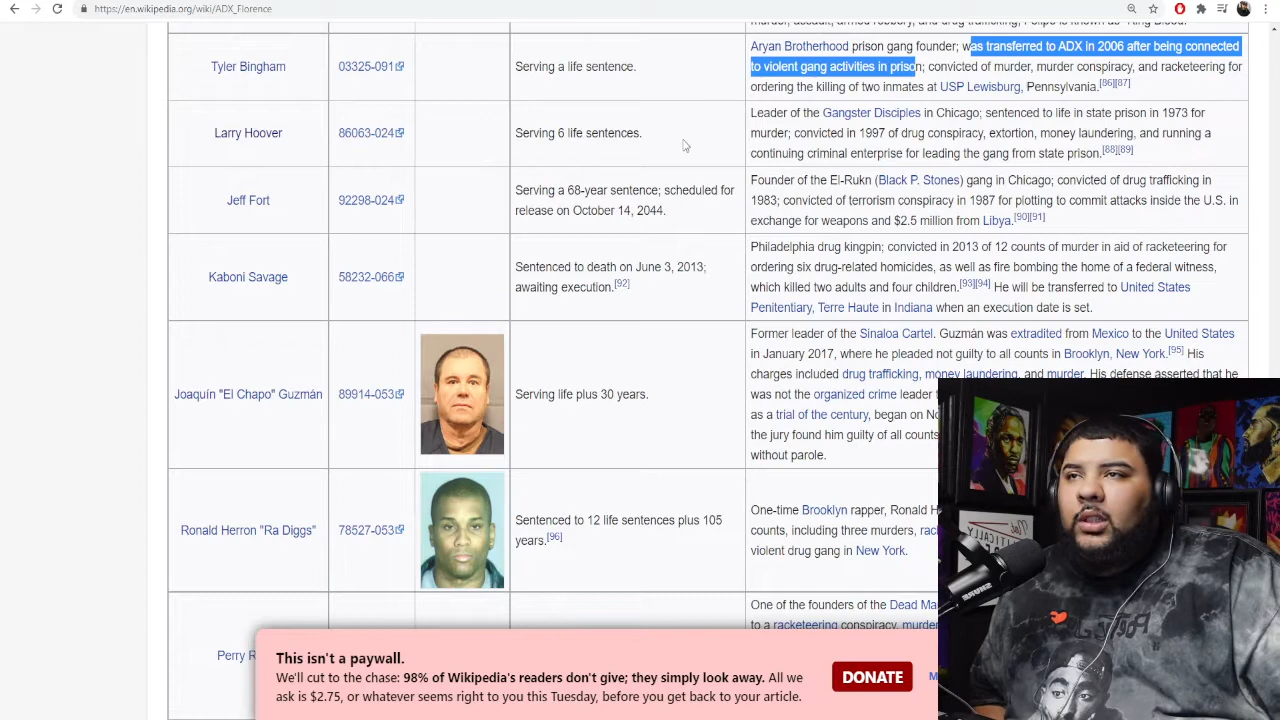 en.wikipedia.org/wiki/ADX_Florence
murder, assault, armed robbery, and drug trafficking; Felipe is known as "King Blood."
Tyler Bingham
03325-091
Serving a life sentence.
Aryan Brotherhood prison gang founder; was transferred to ADX in 2006 after being connected
to violent gang activities in prison; convicted of murder, murder conspiracy, and racketeering for
ordering the killing of two inmates at USP Lewisburg, Pennsylvania.[86][87]
Larry Hoover
86063-024
Serving 6 life sentences.
Leader of the Gangster Disciples in Chicago; sentenced to life in state prison in 1973 for
murder; convicted in 1997 of drug conspiracy, extortion, money laundering, and running a
continuing criminal enterprise for leading the gang from state prison.[88][89]
Jeff Fort
92298-024
Serving a 68-year sentence; scheduled for
release on October 14, 2044.
Founder of the El-Rukn (Black P. Stones) gang in Chicago; convicted of drug trafficking in
1983; convicted of terrorism conspiracy in 1987 for plotting to commit attacks inside the U.S. in
exchange for weapons and $2.5 million from Libya.[90][91]
Kaboni Savage
58232-066
Sentenced to death on June 3, 2013;
awaiting execution.[92]
Philadelphia drug kingpin; convicted in 2013 of 12 counts of murder in aid of racketeering for
ordering six drug-related homicides, as well as fire bombing the home of a federal witness,
which killed two adults and four children.[93][94] He will be transferred to United States
Penitentiary, Terre Haute in Indiana when an execution date is set.
Joaquín "El Chapo" Guzmán
89914-053
Serving life plus 30 years.
Former leader of the Sinaloa Cartel. Guzmán was extradited from Mexico to the United States
in January 2017, where he pleaded not guilty to all counts in Brooklyn, New York.[95] His
charges included drug trafficking, money laundering, and murder. His defense asserted that he
was not the organized crime leader
as a trial of the century, began on No
the jury found him guilty of all counts
without parole.
Ronald Herron "Ra Diggs"
78527-053
Sentenced to 12 life sentences plus 105
years.[96]
One-time Brooklyn rapper, Ronald H
counts, including three murders, rac
violent drug gang in New York.
Perry R
One of the founders of the Dead Ma
to a racketeering conspiracy, murder
This isn't a paywall.
We'll cut to the chase: 98% of Wikipedia's readers don't give; they simply look away. All we
ask is $2.75, or whatever seems right to you this Tuesday, before you get back to your article.
DONATE
M